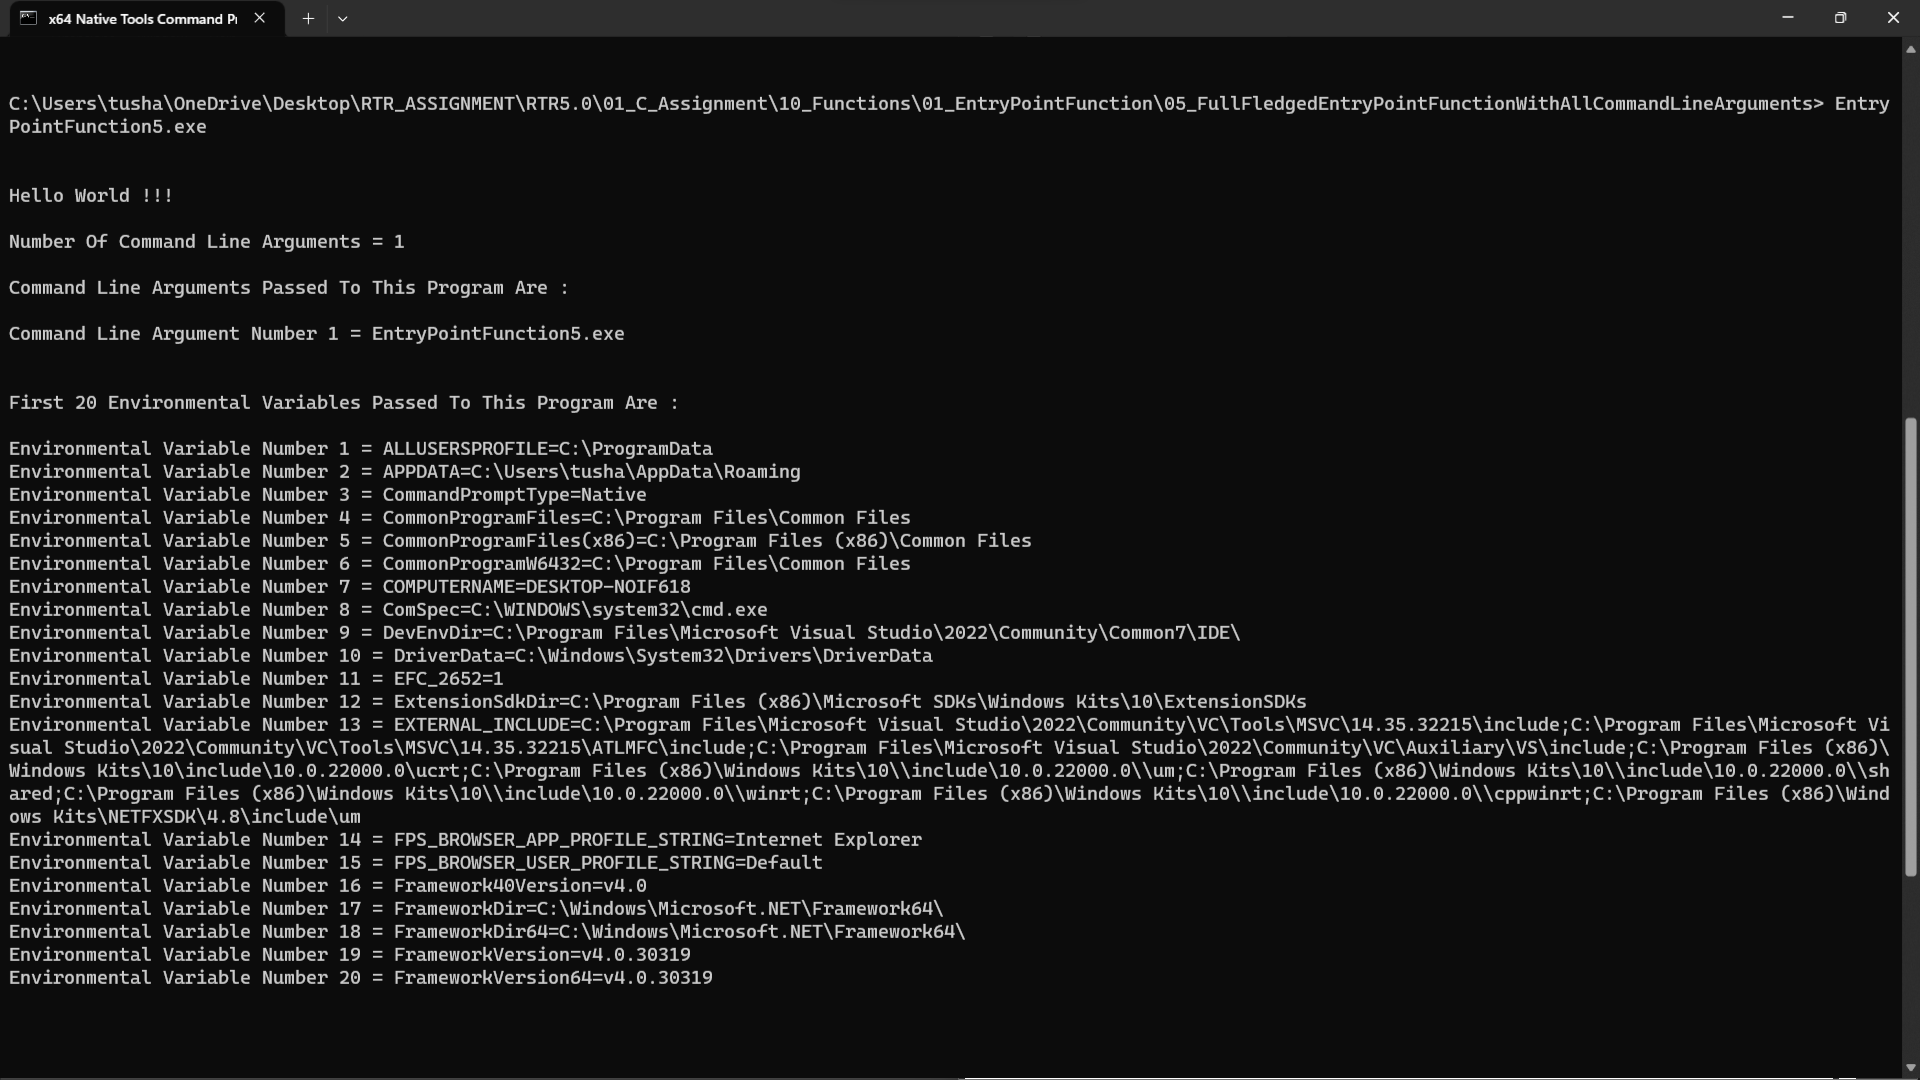 x64 Native Tools Command P
C:\Users\tusha\OneDrive\Desktop\RTR_ASSIGNMENT\RTR5.0\01_C_Assignment\10_Functions\01_EntryPointFunction\05_FullFledgedEntryPointFunctionWithAllCommandLineArguments> Entry
PointFunction5.exe
Hello World !!!
Number Of Command Line Arguments = 1
Command Line Arguments Passed To This Program Are :
Command Line Argument Number 1 = EntryPointFunction5.exe
First 20 Environmental Variables Passed To This Program Are :
Environmental Variable Number 1 = ALLUSERSPROFILE=C:\ProgramData
Environmental Variable Number 2 = APPDATA=C:\Users\tusha\AppData\Roaming
Environmental Variable Number 3 = CommandPromptType=Native
Environmental Variable Number 4 = CommonProgramFiles=C:\Program Files\Common Files
Environmental Variable Number 5 = CommonProgramFiles(x86)=C:\Program Files (x86)\Common Files
Environmental Variable Number 6 = CommonProgramW6432=C:\Program Files\Common Files
Environmental Variable Number 7 = COMPUTERNAME=DESKTOP-NOIF618
Environmental Variable Number 8 = ComSpec=C:\WINDOWS\system32\cmd.exe
Environmental Variable Number 9 = DevEnvDir=C:\Program Files\Microsoft Visual Studio\2022\Community\Common7\IDE\
Environmental Variable Number 10 = DriverData=C:\Windows\System32\Drivers\DriverData
Environmental Variable Number 11 = EFC_2652=1
Environmental Variable Number 12 = ExtensionSdkDir=C:\Program Files (x86)\Microsoft SDKs\Windows Kits\10\ExtensionSDKs
Environmental Variable Number 13 = EXTERNAL_INCLUDE=C:\Program Files\Microsoft Visual Studio\2022\Community\VC\Tools\MSVC\14.35.32215\include;C:\Program Files\Microsoft Vi
sual Studio\2022\Community\VC\Tools\MSVC\14.35.32215\ATLMFC\include;C:\Program Files\Microsoft Visual Studio\2022\Community\VC\Auxiliary\VS\include;C:\Program Files (x86)\
Windows Kits\10\include\10.0.22000.0\ucrt;C:\Program Files (x86)\Windows Kits\10\\include\10.0.22000.0\\um;C:\Program Files (x86)\Windows Kits\10\\include\10.0.22000.0\\sh
ared;C:\Program Files (x86)\Windows Kits\10\\include\10.0.22000.0\\winrt;C:\Program Files (x86)\Windows Kits\10\\include\10.0.22000.0\\cppwinrt;C:\Program Files (x86)\Wind
ows Kits\NETFXSDK\4.8\include\um
Environmental Variable Number 14 = FPS_BROWSER_APP_PROFILE_STRING=Internet Explorer
Environmental Variable Number 15 = FPS_BROWSER_USER_PROFILE_STRING=Default
Environmental Variable Number 16 = Framework40Version=v4.0
Environmental Variable Number 17 = FrameworkDir=C:\Windows\Microsoft.NET\Framework64\
Environmental Variable Number 18 = FrameworkDir64=C:\Windows\Microsoft.NET\Framework64\
Environmental Variable Number 19 = FrameworkVersion=v4.0.30319
Environmental Variable Number 20 = FrameworkVersion64=v4.0.30319